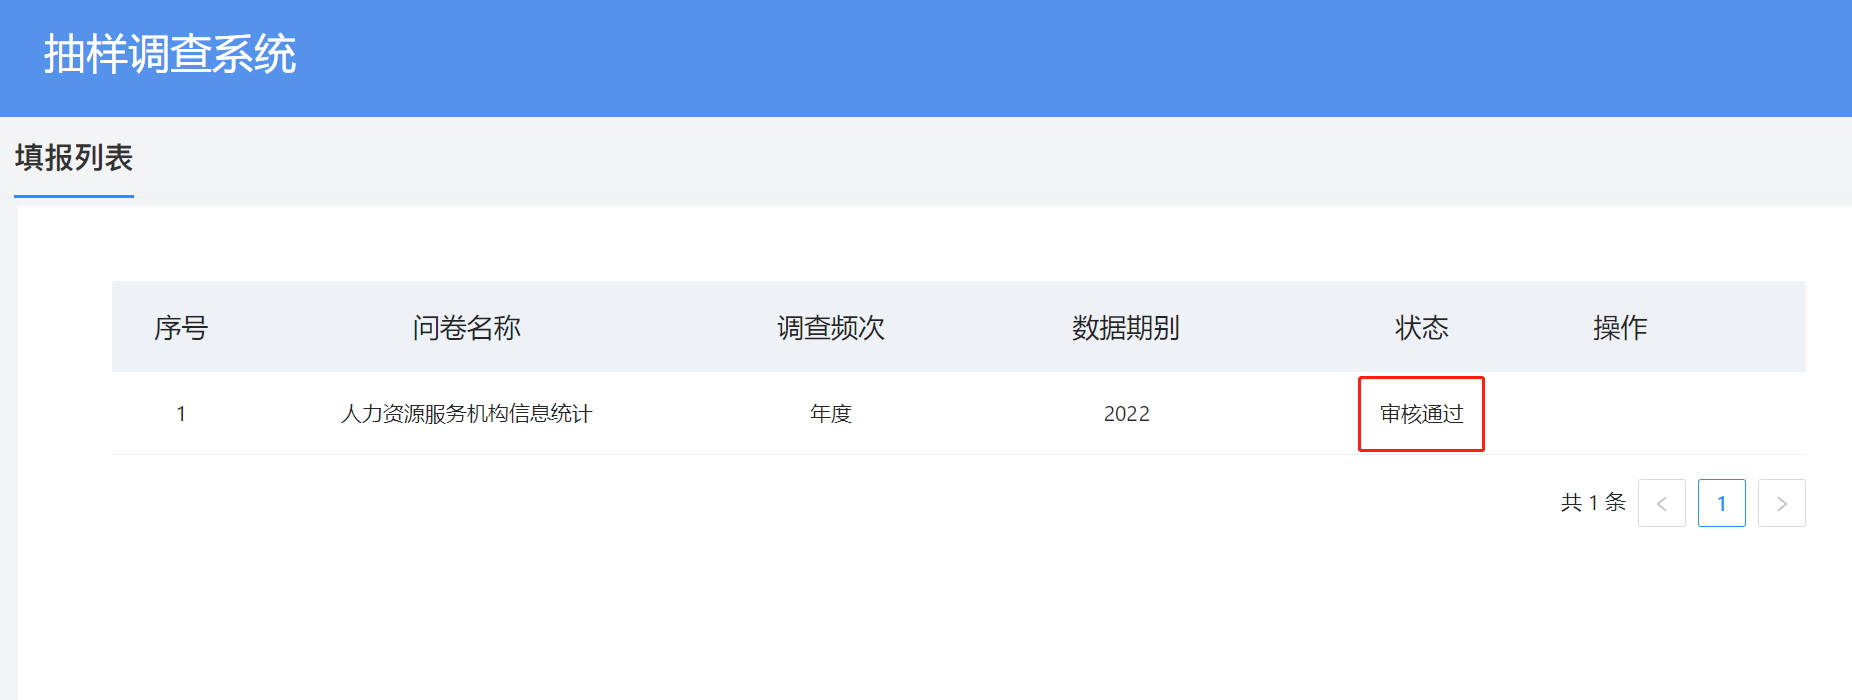 抽样调查系统
填报列表
序号 问卷名称 调查频次 数据期别 状态 操作
1 人力资源服务机构信息统计 年度 2022 审核通过
共 1 条 < 1 >